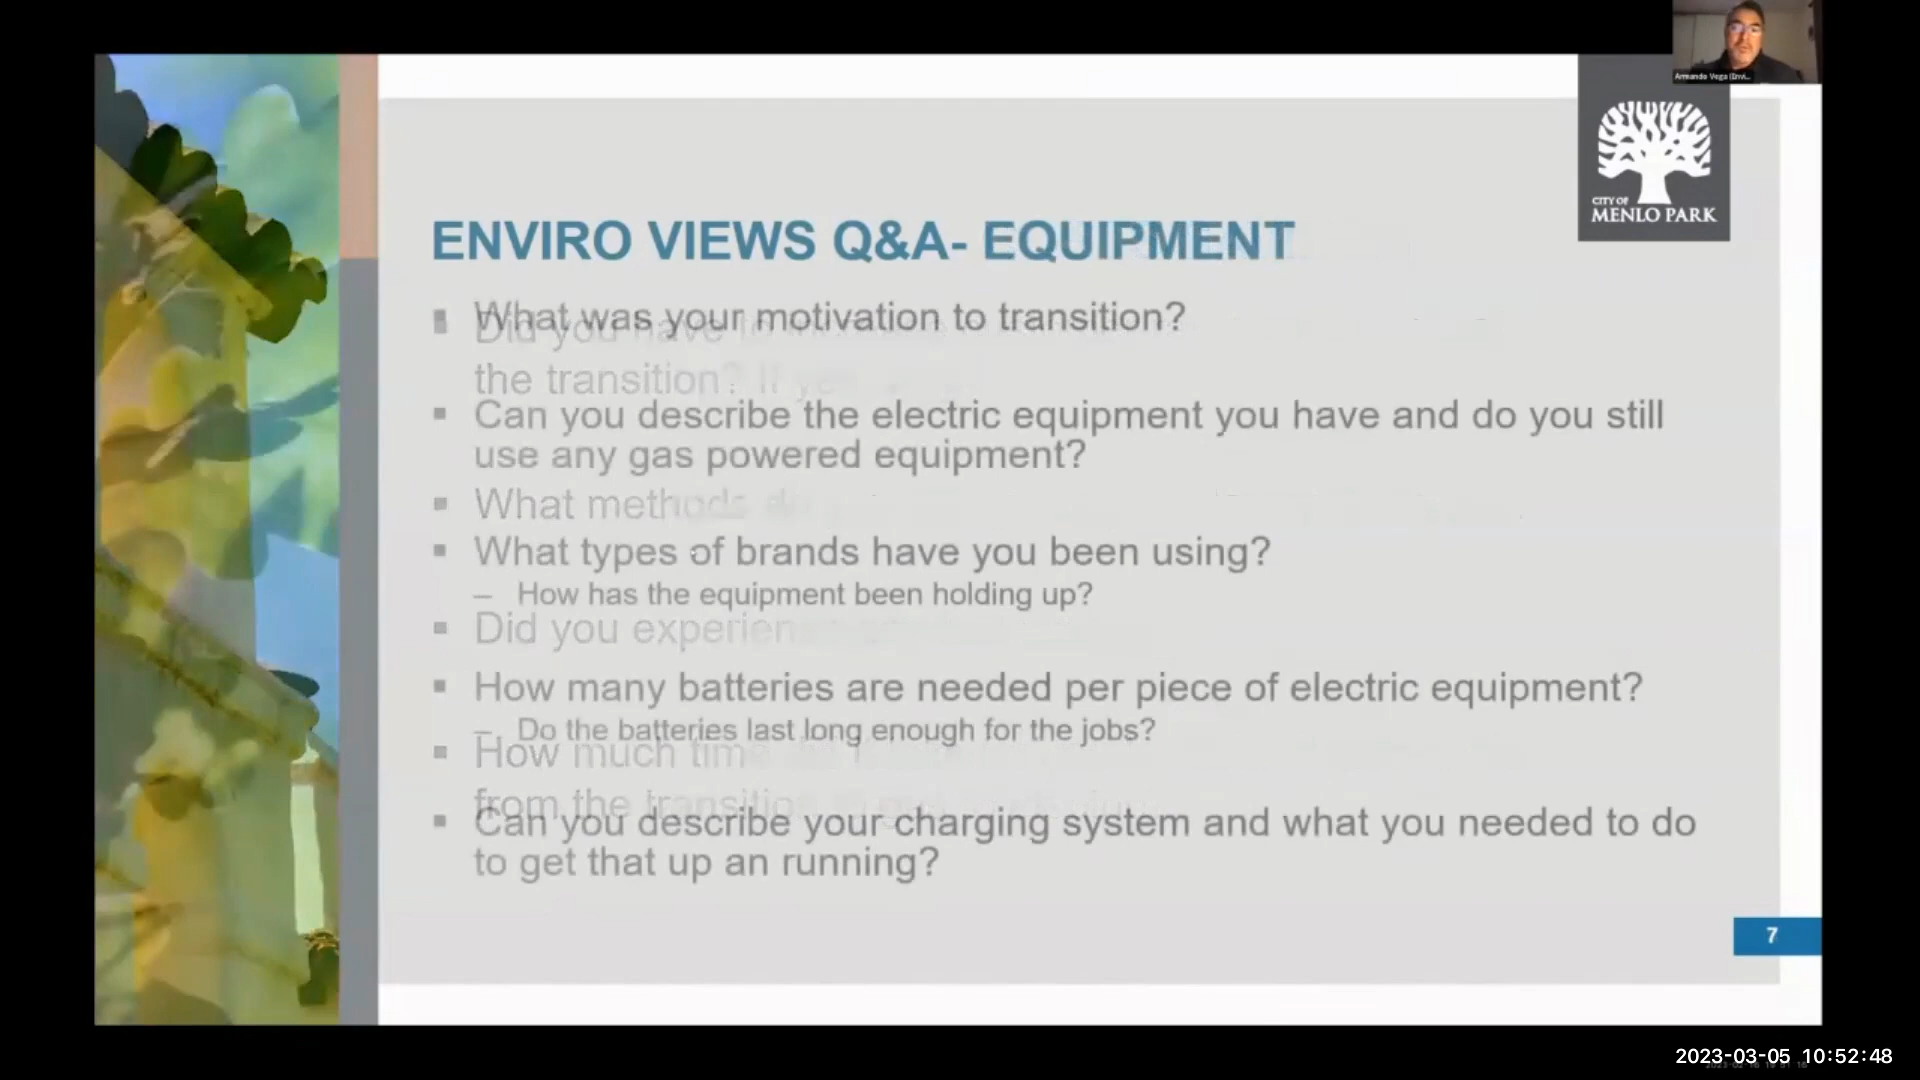 Armando Vega (Envi...
CITY OF
MENLO PARK
ENVIRO VIEWS Q&A- EQUIPMENT
What was your motivation to transition?
Did you have to
the transition? If yes
Can you describe the electric equipment you have and do you still
use any gas powered equipment?
What methods do
What types of brands have you been using?
– How has the equipment been holding up?
Did you experien
How many batteries are needed per piece of electric equipment?
– Do the batteries last long enough for the jobs?
How much time
from the transition to get
Can you describe your charging system and what you needed to do
to get that up an running?
7
2023-03-05 10:52:48